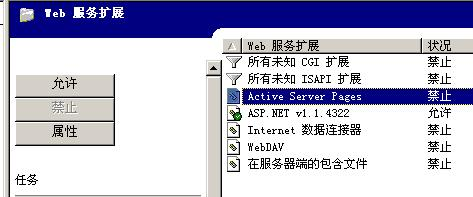 Web 服务扩展
允许
禁止
属性
任务
Web 服务扩展 状况
所有未知 CGI 扩展 禁止
所有未知 ISAPI 扩展 禁止
Active Server Pages 禁止
ASP.NET v1.1.4322 允许
Internet 数据连接器 禁止
WebDAV 禁止
在服务器端的包含文件 禁止